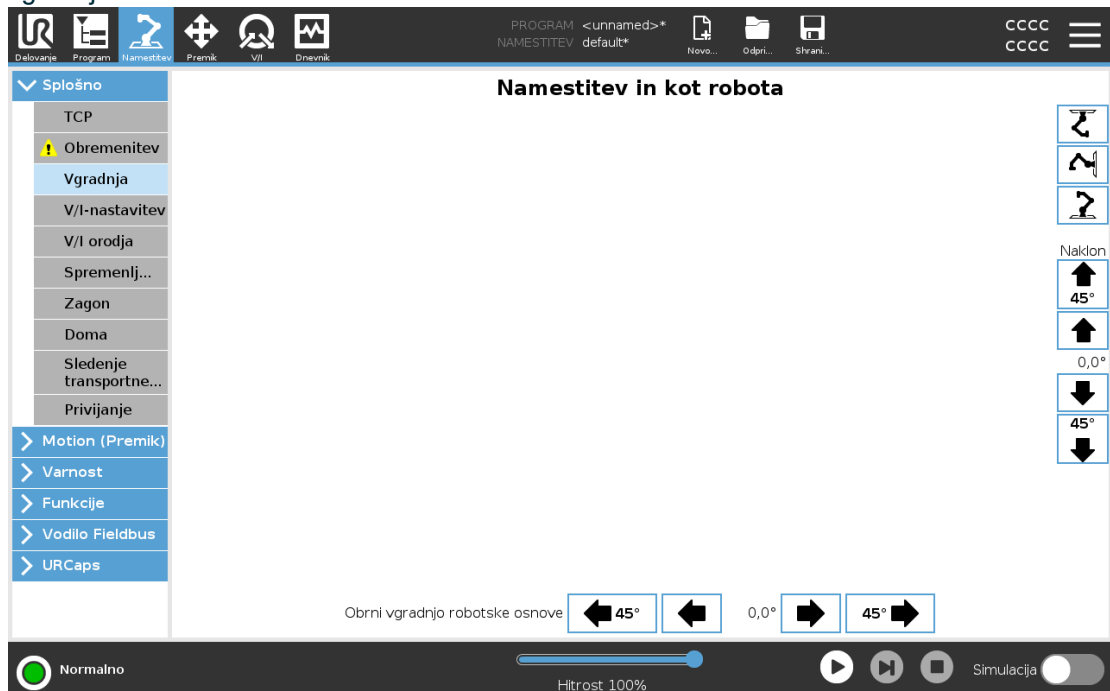 PROGRAM <unnamed>*
NAMESTITEV default*
CCCC
CCCC
Delovanje Program Namestitev Premik V/I Dnevnik Novo... Odpri... Shrani...
Splošno
Namestitev in kot robota
TCP
Obremenitev
Vgradnja
V/I-nastavitev
V/I orodja
Spremenlj...
Zagon
Doma
Sledenje
transportne...
Privijanje
Motion (Premik)
Varnost
Funkcije
Vodilo Fieldbus
URCaps
Naklon
45°
0,0°
45°
Obrni vgradnjo robotske osnove 45° 0,0° 45°
Normalno
Hitrost 100%
Simulacija